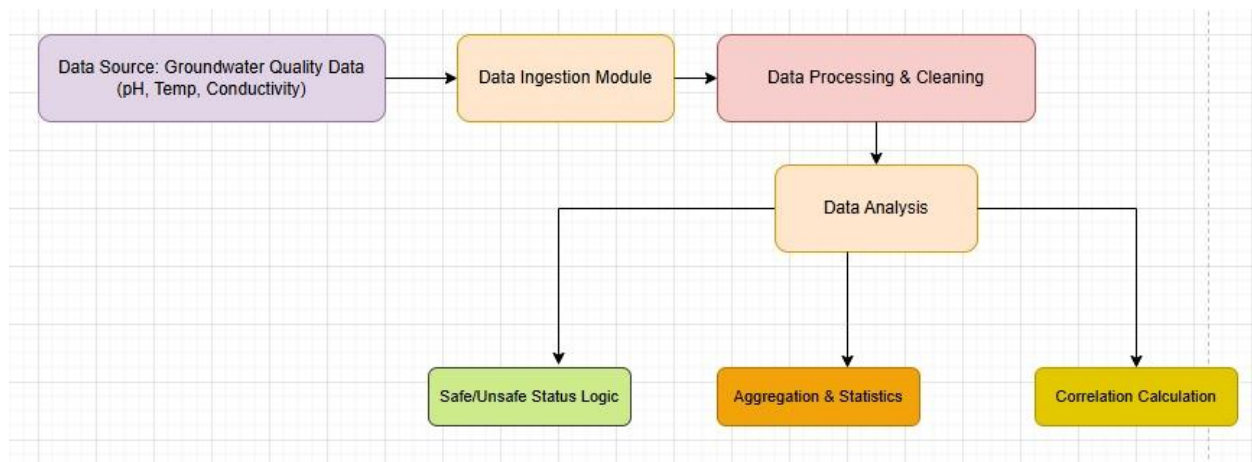 Data Source: Groundwater Quality Data
(pH, Temp, Conductivity)
Data Ingestion Module
Data Processing & Cleaning
Data Analysis
Safe/Unsafe Status Logic
Aggregation & Statistics
Correlation Calculation